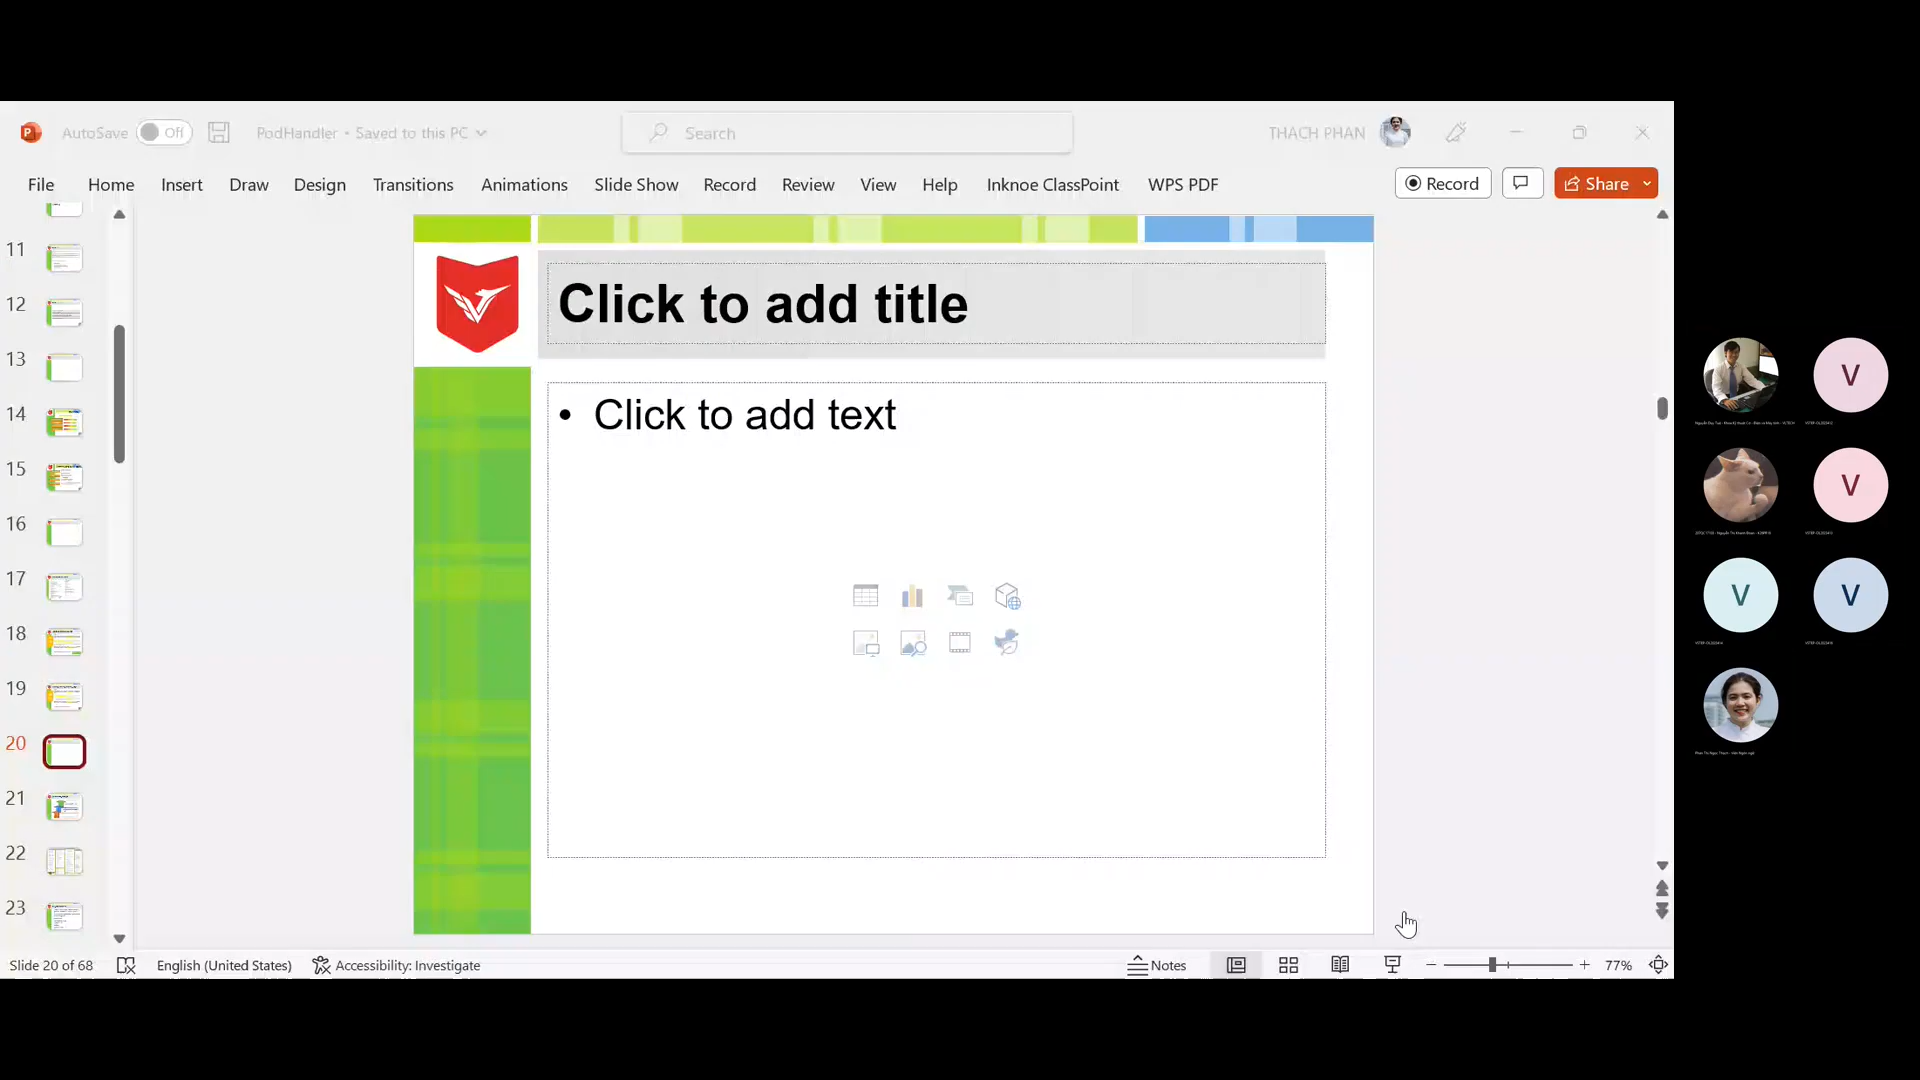 AutoSave Off PodHandler • Saved to this PC Search THACH PHAN
File Home Insert Draw Design Transitions Animations Slide Show Record Review View Help Inknoe ClassPoint WPS PDF Record Share
11
12
13
14
15
16
17
18
19
20
21
22
23
Click to add title
• Click to add text
V
V
V
V
Slide 20 of 68 English (United States) Accessibility: Investigate Notes 77%